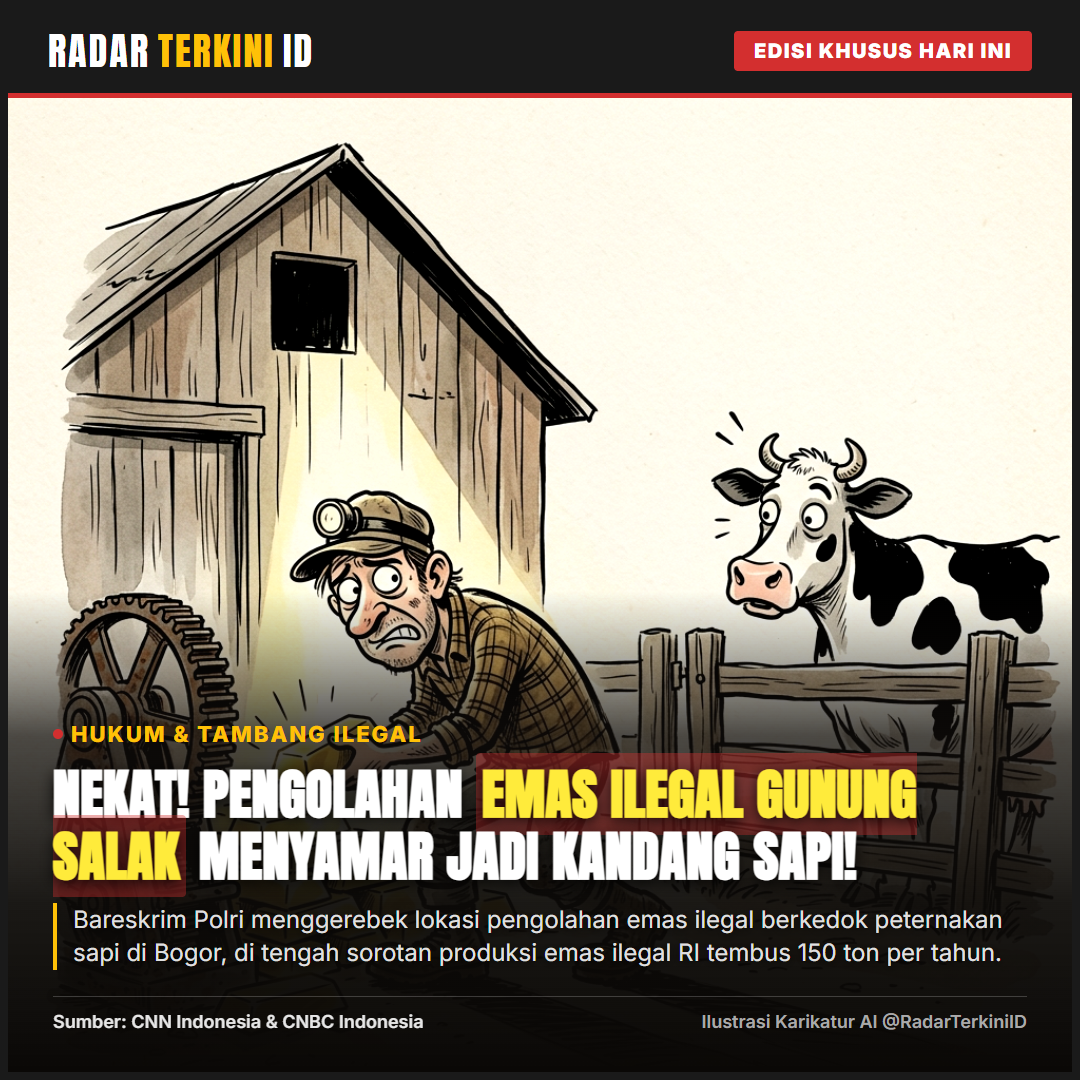 RADAR TERKINI ID
EDISI KHUSUS HARI INI
HUKUM & TAMBANG ILEGAL
NEKAT! PENGOLAHAN EMAS ILEGAL GUNUNG
SALAK MENYAMAR JADI KANDANG SAPI!
Bareskrim Polri menggerebek lokasi pengolahan emas ilegal berkedok peternakan
sapi di Bogor, di tengah sorotan produksi emas ilegal RI tembus 150 ton per tahun.
Sumber: CNN Indonesia & CNBC Indonesia
Ilustrasi Karikatur AI @RadarTerkiniID